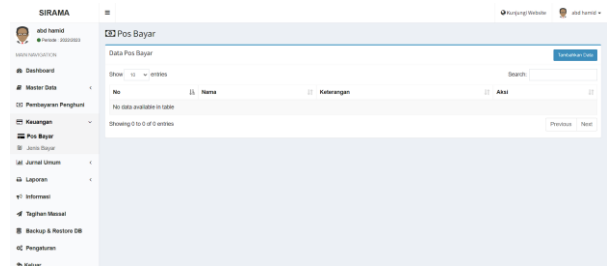 SIRAMA
Kunjungi Website
abd hamid
abd hamid
Periode :
MAIN NAVIGATION
Dashboard
Master Data
Pembayaran Penghuni
Keuangan
Pos Bayar
Jenis Bayar
Jurnal Umum
Laporan
Informasi
Tagihan Massal
Backup & Restore DB
Pengaturan
Keluar
Pos Bayar
Data Pos Bayar
Tambahkan Data
Show 10 entries
Search:
No Nama Keterangan Aksi
No data available in table
Showing 0 to 0 of 0 entries
Previous Next